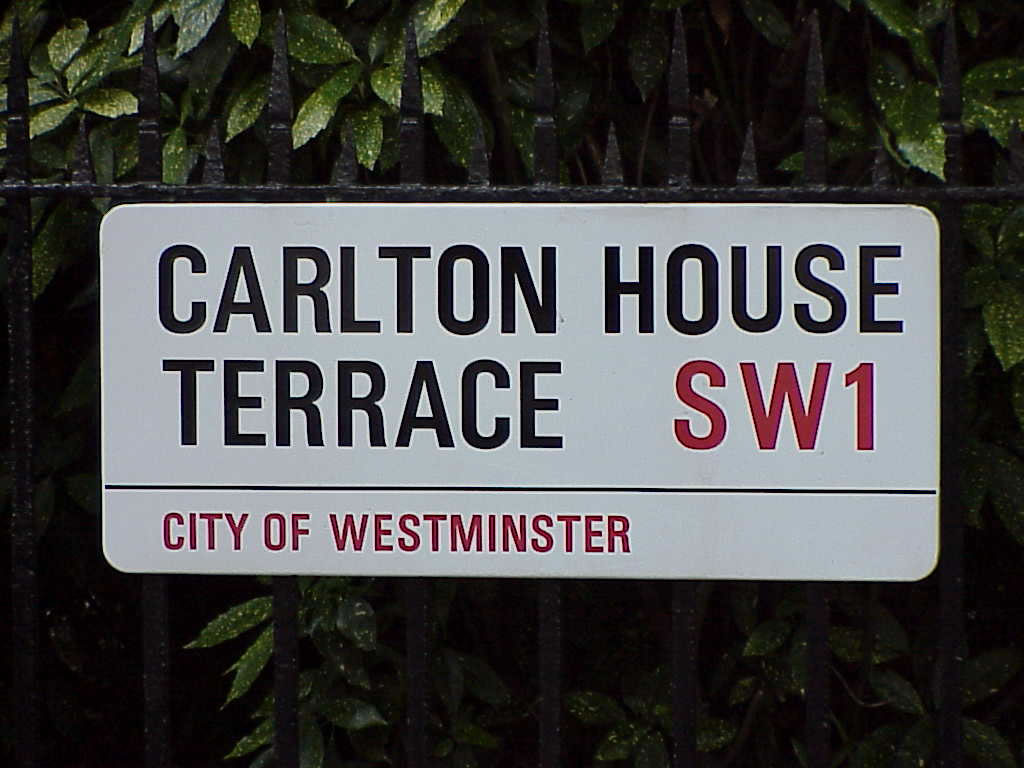 CARLTON HOUSE
TERRACE SW1
CITY OF WESTMINSTER